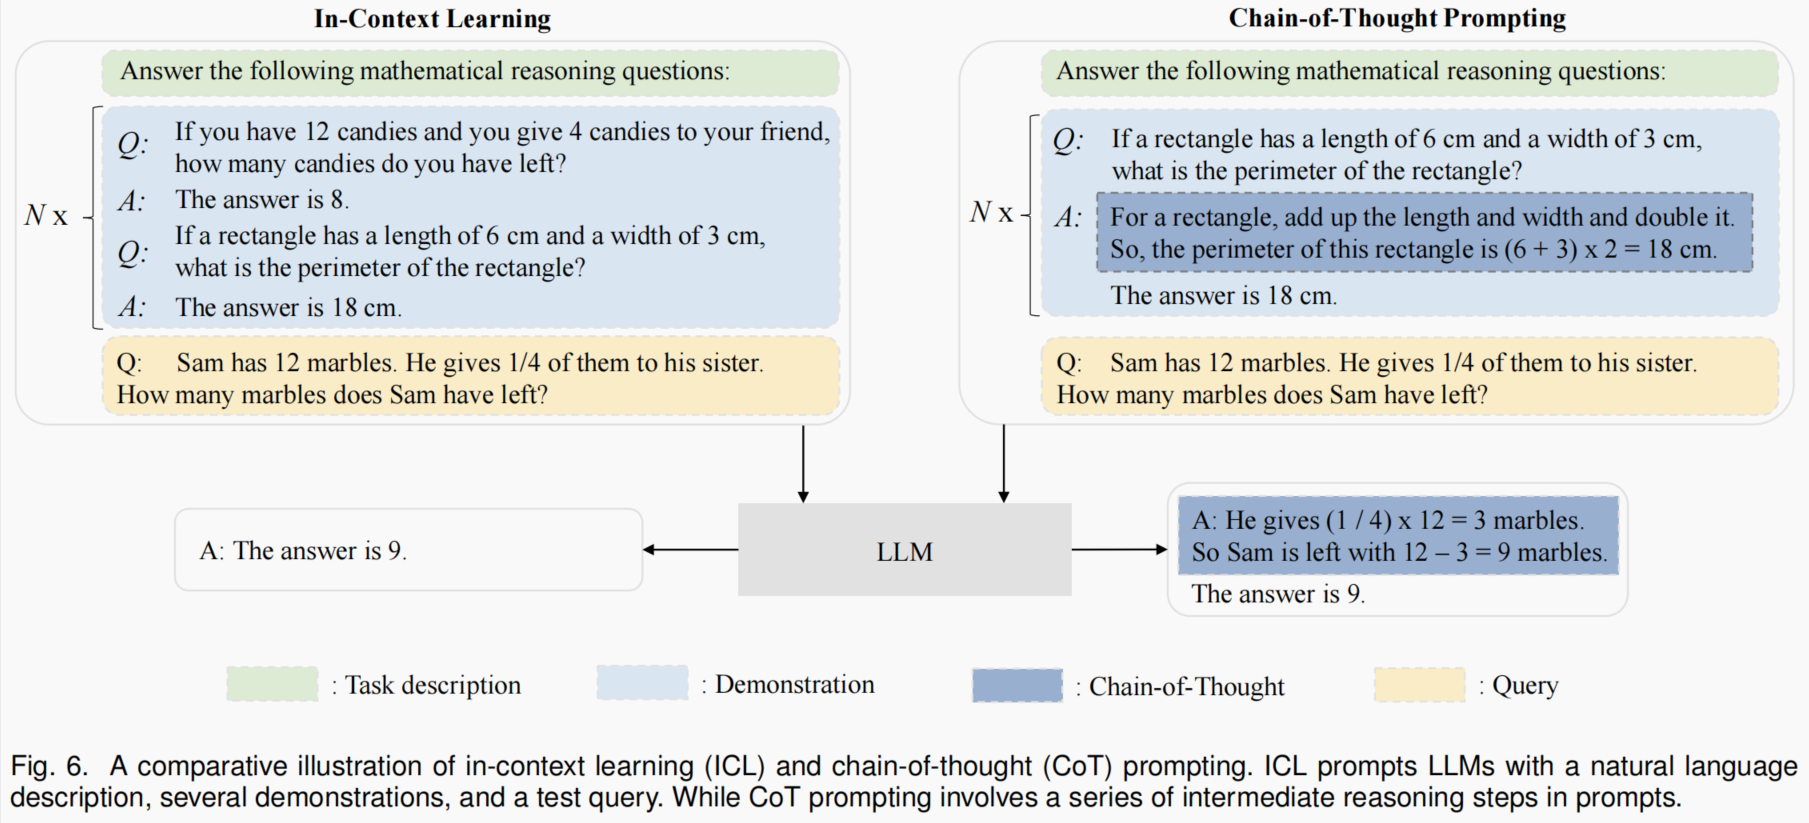 In-Context Learning
Answer the following mathematical reasoning questions:
N x
Q: If you have 12 candies and you give 4 candies to your friend,
how many candies do you have left?
A: The answer is 8.
Q: If a rectangle has a length of 6 cm and a width of 3 cm,
what is the perimeter of the rectangle?
A: The answer is 18 cm.
Q: Sam has 12 marbles. He gives 1/4 of them to his sister.
How many marbles does Sam have left?
Chain-of-Thought Prompting
Answer the following mathematical reasoning questions:
N x
Q: If a rectangle has a length of 6 cm and a width of 3 cm,
what is the perimeter of the rectangle?
A: For a rectangle, add up the length and width and double it.
So, the perimeter of this rectangle is (6 + 3) x 2 = 18 cm.
The answer is 18 cm.
Q: Sam has 12 marbles. He gives 1/4 of them to his sister.
How many marbles does Sam have left?
A: The answer is 9.
LLM
A: He gives (1 / 4) x 12 = 3 marbles.
So Sam is left with 12 – 3 = 9 marbles.
The answer is 9.
: Task description
: Demonstration
: Chain-of-Thought
: Query
Fig. 6. A comparative illustration of in-context learning (ICL) and chain-of-thought (CoT) prompting. ICL prompts LLMs with a natural language
description, several demonstrations, and a test query. While CoT prompting involves a series of intermediate reasoning steps in prompts.